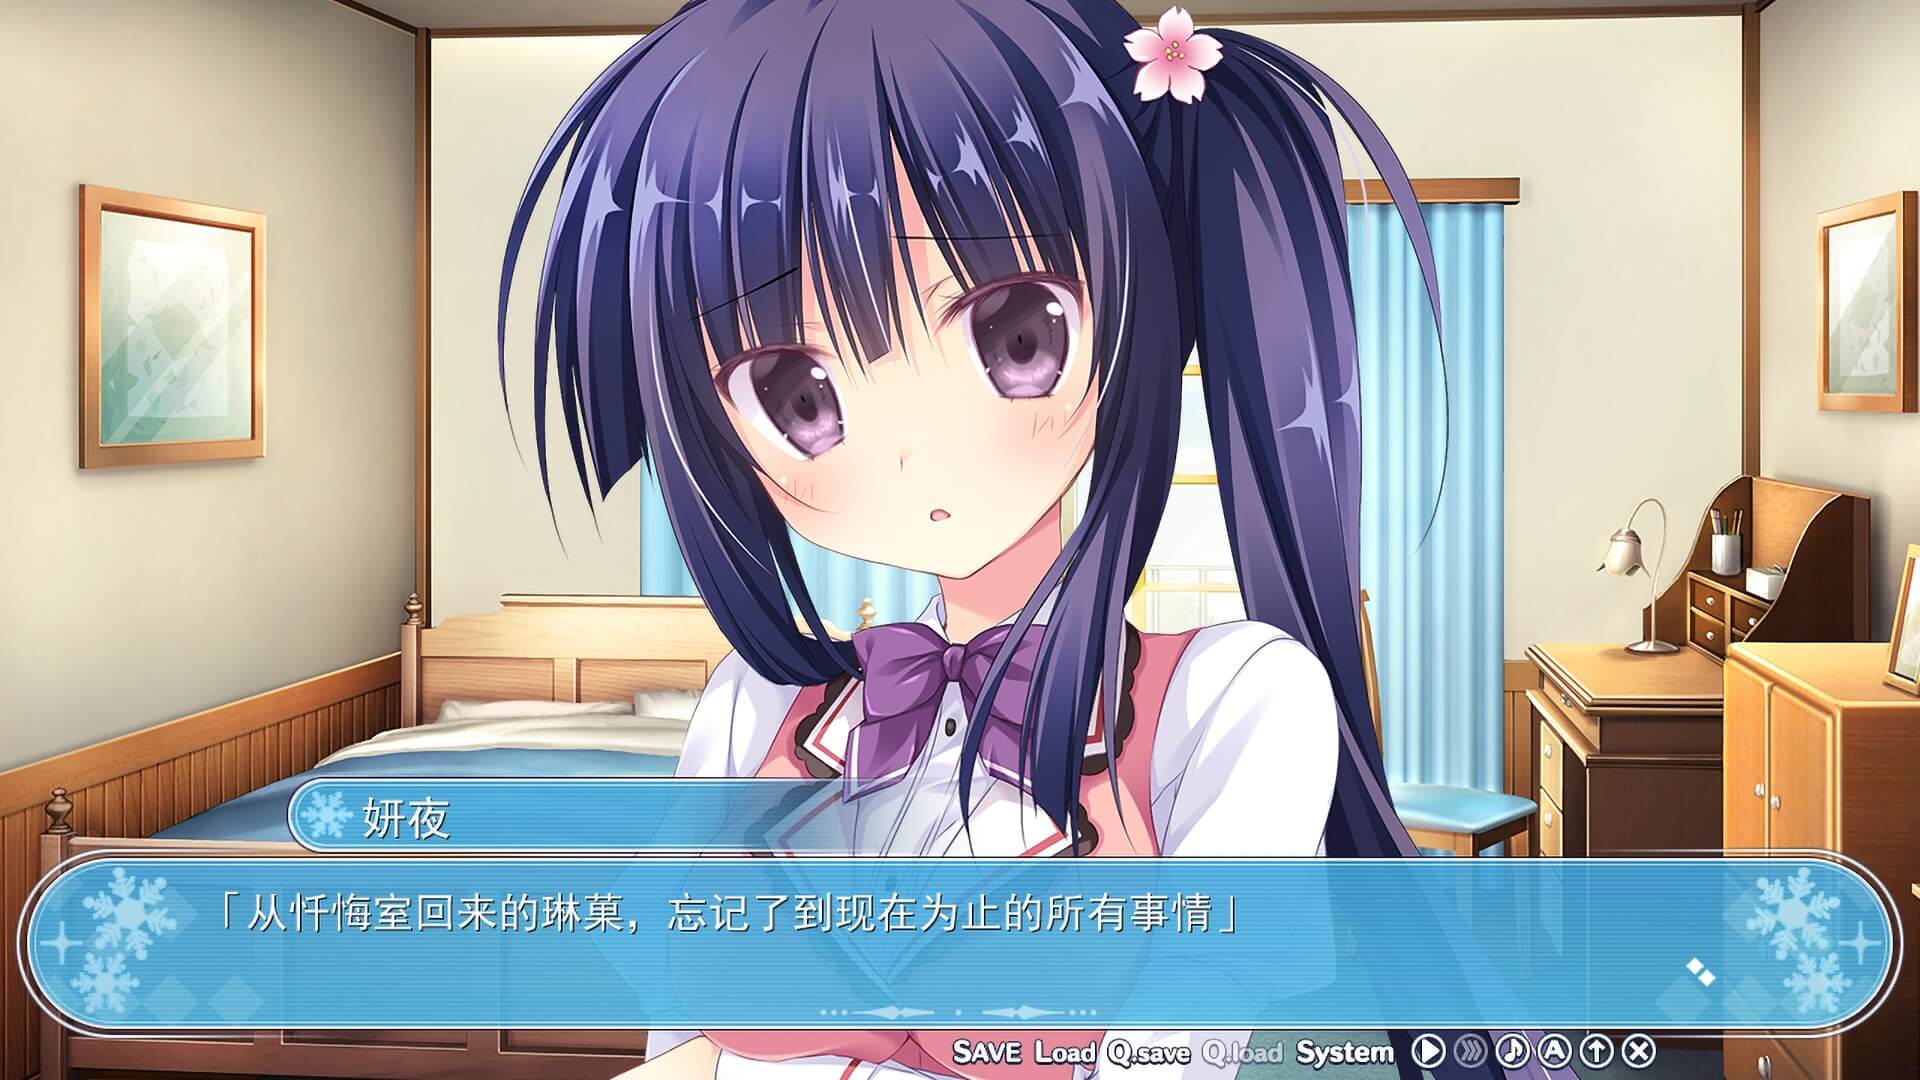 妍夜
「从忏悔室回来的琳菓，忘记了到现在为止的所有事情」
SAVE Load Q.save Q.load System